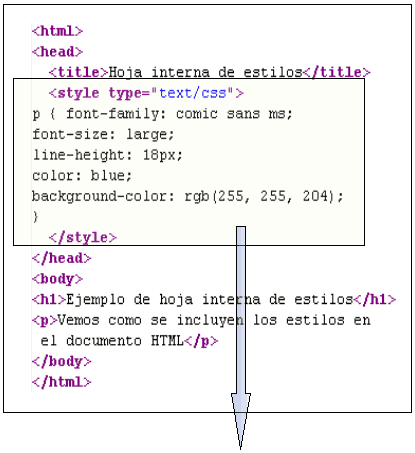 <html>
<head>
<title>Hoja interna de estilos</title>
<style type="text/css">
p { font-family: comic sans ms;
font-size: large;
line-height: 18px;
color: blue;
background-color: rgb(255, 255, 204);
}
</style>
</head>
<body>
<h1>Ejemplo de hoja interna de estilos</h1>
<p>Vemos como se incluyen los estilos en
el documento HTML</p>
</body>
</html>